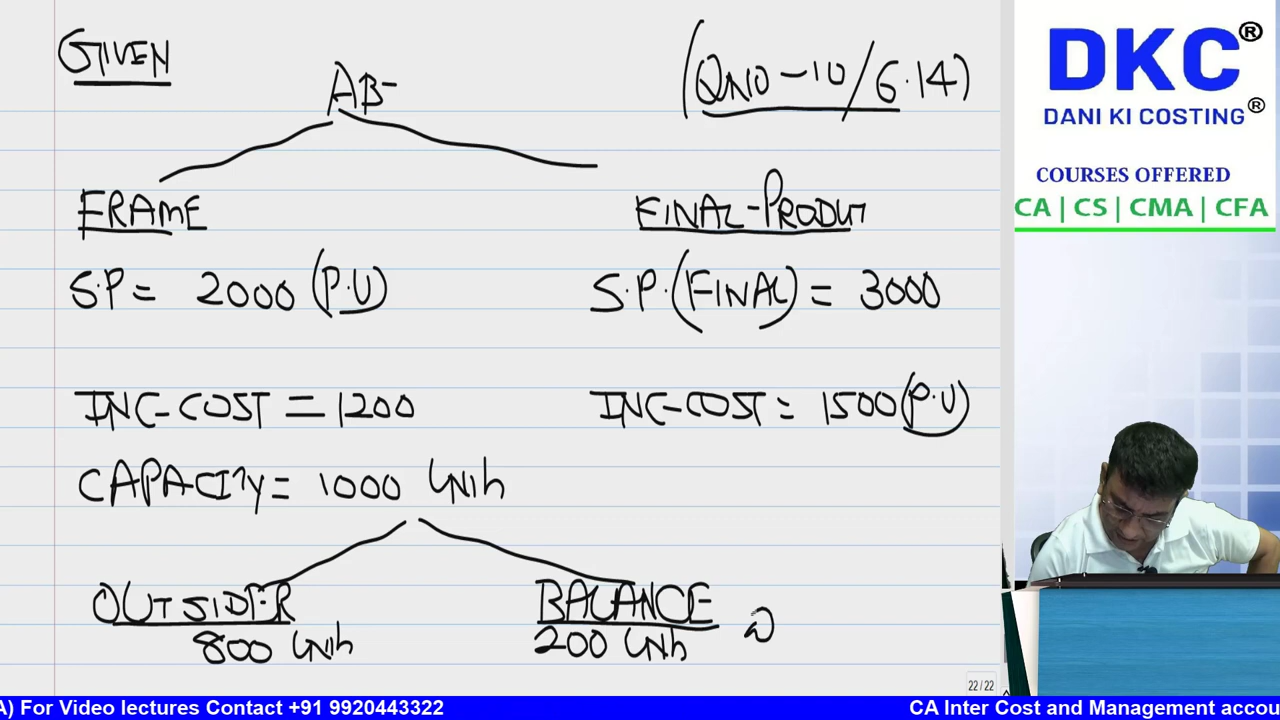 GIVEN
AB-
(QNO-10/6.14)
FRAME
FINAL-PRODUT
S.P = 2000 (P.U)
S.P.(FINAL) = 3000
INC-COST = 1200
INC-COST = 1500 (P.U)
CAPACITY = 1000 Units
OUTSIDER
800 Units
BALANCE
200 Units
22/22
DKC®
DANI KI COSTING®
COURSES OFFERED
CA | CS | CMA | CFA
A) For Video lectures Contact +91 9920443322
CA Inter Cost and Management accou